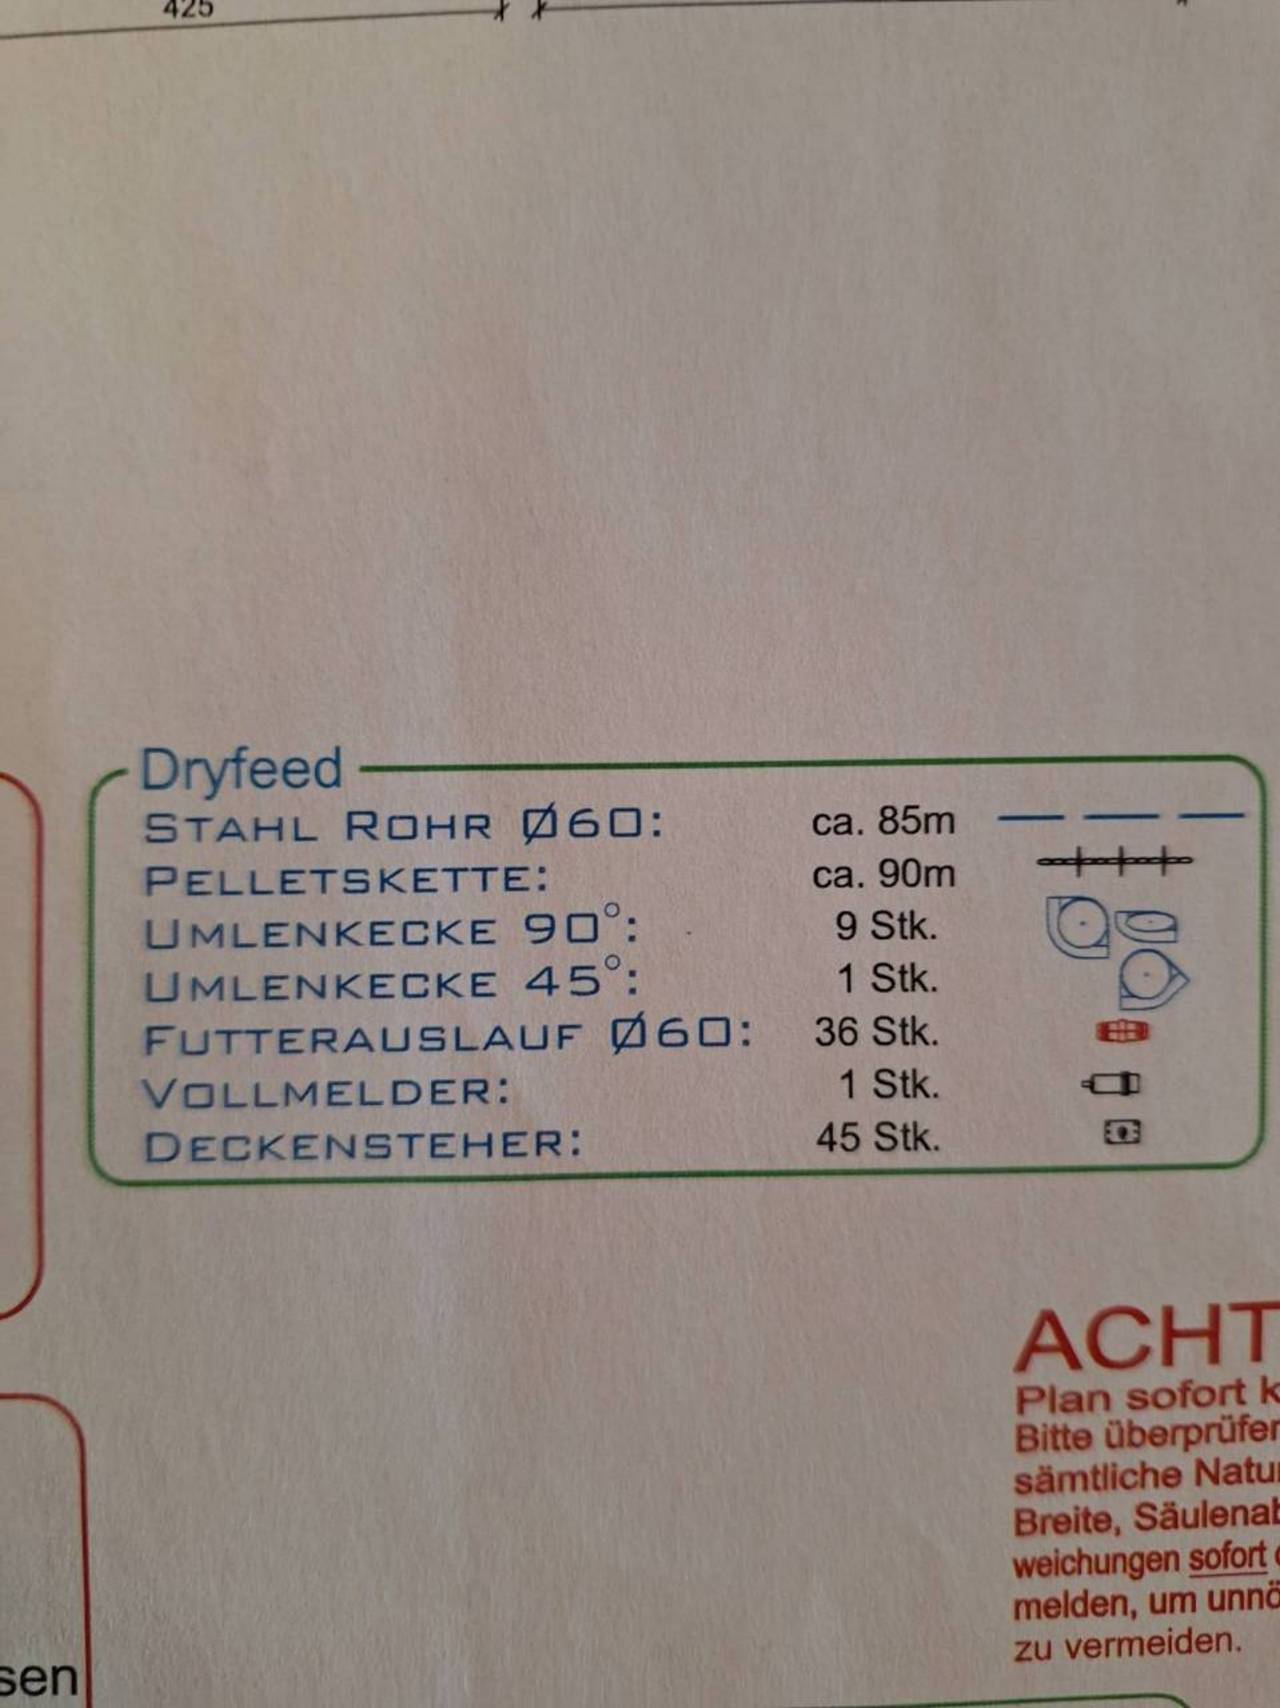 425
Dryfeed
STAHL ROHR Ø60: ca. 85m
PELLETSKETTE: ca. 90m
UMLENKECKE 90°: 9 Stk.
UMLENKECKE 45°: 1 Stk.
FUTTERAUSLAUF Ø60: 36 Stk.
VOLLMELDER: 1 Stk.
DECKENSTEHER: 45 Stk.
ACHT
Plan sofort k
Bitte überprüfen
sämtliche Natu
Breite, Säulenab
weichungen sofort
melden, um unnö
zu vermeiden.
sen